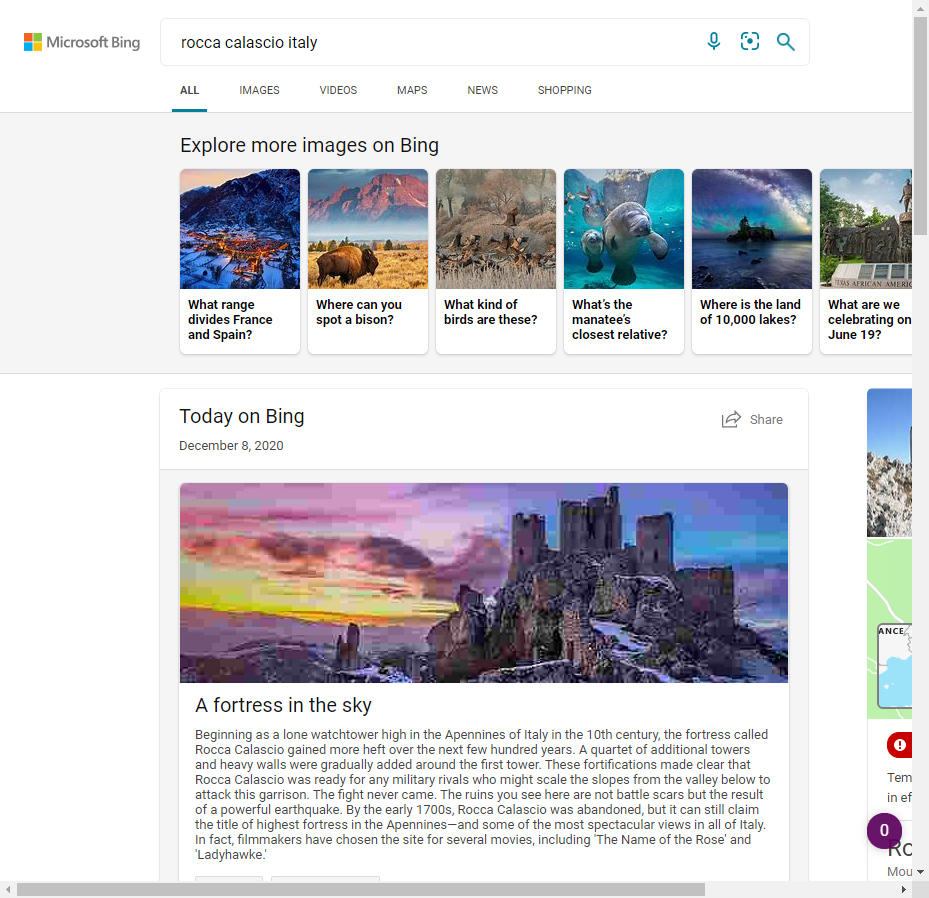 Microsoft Bing
rocca calascio italy
ALL IMAGES VIDEOS MAPS NEWS SHOPPING
Explore more images on Bing
What range
divides France
and Spain?
Where can you
spot a bison?
What kind of
birds are these?
What's the
manatee's
closest relative?
Where is the land
of 10,000 lakes?
TEXAS AFRICAN AMERIC
What are we
celebrating on
June 19?
Today on Bing
Share
December 8, 2020
A fortress in the sky
Beginning as a lone watchtower high in the Apennines of Italy in the 10th century, the fortress called
Rocca Calascio gained more heft over the next few hundred years. A quartet of additional towers
and heavy walls were gradually added around the first tower. These fortifications made clear that
Rocca Calascio was ready for any military rivals who might scale the slopes from the valley below to
attack this garrison. The fight never came. The ruins you see here are not battle scars but the result
of a powerful earthquake. By the early 1700s, Rocca Calascio was abandoned, but it can still claim
the title of highest fortress in the Apennines—and some of the most spectacular views in all of Italy.
In fact, filmmakers have chosen the site for several movies, including 'The Name of the Rose' and
'Ladyhawke.'
ANCE
Tem
in ef
0
Ro
Mou